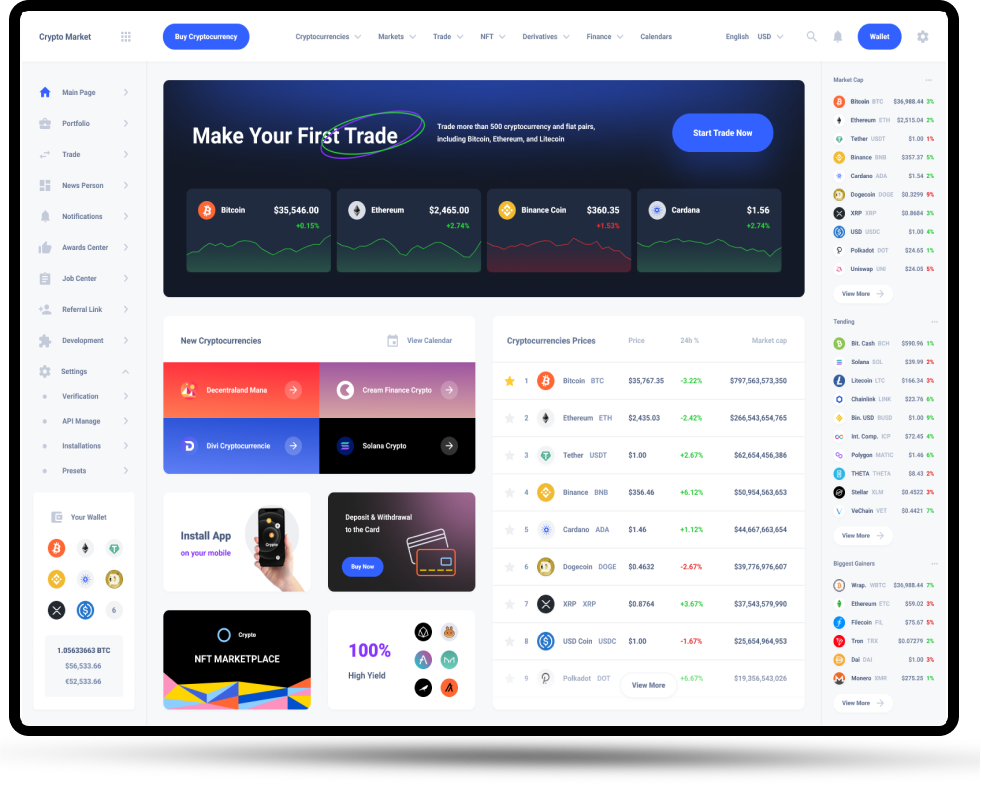 Crypto Market
Buy Cryptocurrency
Cryptocurrencies
Markets
Trade
NFT
Derivatives
Finance
Calendars
English USD
Wallet
Main Page
Portfolio
Trade
News Person
Notifications
Awards Center
Job Center
Referral Link
Development
Settings
Verification
API Manage
Installations
Presets
Your Wallet
6
1.05633663 BTC
$56,533.66
€52,533.66
Make Your First Trade
Trade more than 500 cryptocurrency and fiat pairs,
including Bitcoin, Ethereum, and Litecoin
Start Trade Now
Bitcoin $35,546.00
+0.15%
Ethereum $2,465.00
+2.74%
Binance Coin $360.35
+1.53%
Cardana $1.56
+2.74%
New Cryptocurrencies
View Calendar
Decentraland Mana
Cream Finance Crypto
Divi Cryptocurrencie
Solana Crypto
Install App
on your mobile
Crypto
Deposit & Withdrawal
to the Card
Buy Now
Crypto
NFT MARKETPLACE
100%
High Yield
Cryptocurrencies Prices Price 24h % Market cap
1 Bitcoin BTC $35,767.35 -3.22% $797,563,573,350
2 Ethereum ETH $2,435.03 -2.42% $266,543,654,765
3 Tether USDT $1.00 +2.67% $62,654,456,386
4 Binance BNB $356.46 +6.12% $50,954,563,653
5 Cardano ADA $1.46 +1.12% $44,667,663,654
6 Dogecoin DOGE $0.4632 -2.67% $39,776,976,607
7 XRP XRP $0.8764 +3.67% $37,543,579,990
8 USD Coin USDC $1.00 -1.67% $25,654,964,953
9 Polkadot DOT +6.67% $19,356,543,026
View More
Market Cap
Bitcoin BTC $36,988.44 3%
Ethereum ETH $2,515.04 2%
Tether USDT $1.00 1%
Binance BNB $357.37 5%
Cardano ADA $1.54 2%
Dogecoin DOGE $0.3299 9%
XRP XRP $0.8684 3%
USD USDC $1.00 4%
Polkadot DOT $24.65 1%
Uniswap UNI $24.05 5%
View More
Tending
Bit. Cash BCH $590.96 1%
Solana SOL $39.99 2%
Litecoin LTC $166.34 3%
Chainlink LINK $23.76 6%
Bin. USD BUSD $1.00 9%
Int. Comp. ICP $72.45 4%
Polygon MATIC $1.46 6%
THETA THETA $8.43 2%
Stellar XLM $0.4522 3%
VeChain VET $0.4421 7%
View More
Biggest Gainers
Wrap. WBTC $36,988.44 7%
Ethereum ETC $59.02 3%
Filecoin FIL $75.67 5%
Tron TRX $0.07279 2%
Dai DAI $1.00 3%
Monero XMR $275.25 1%
View More